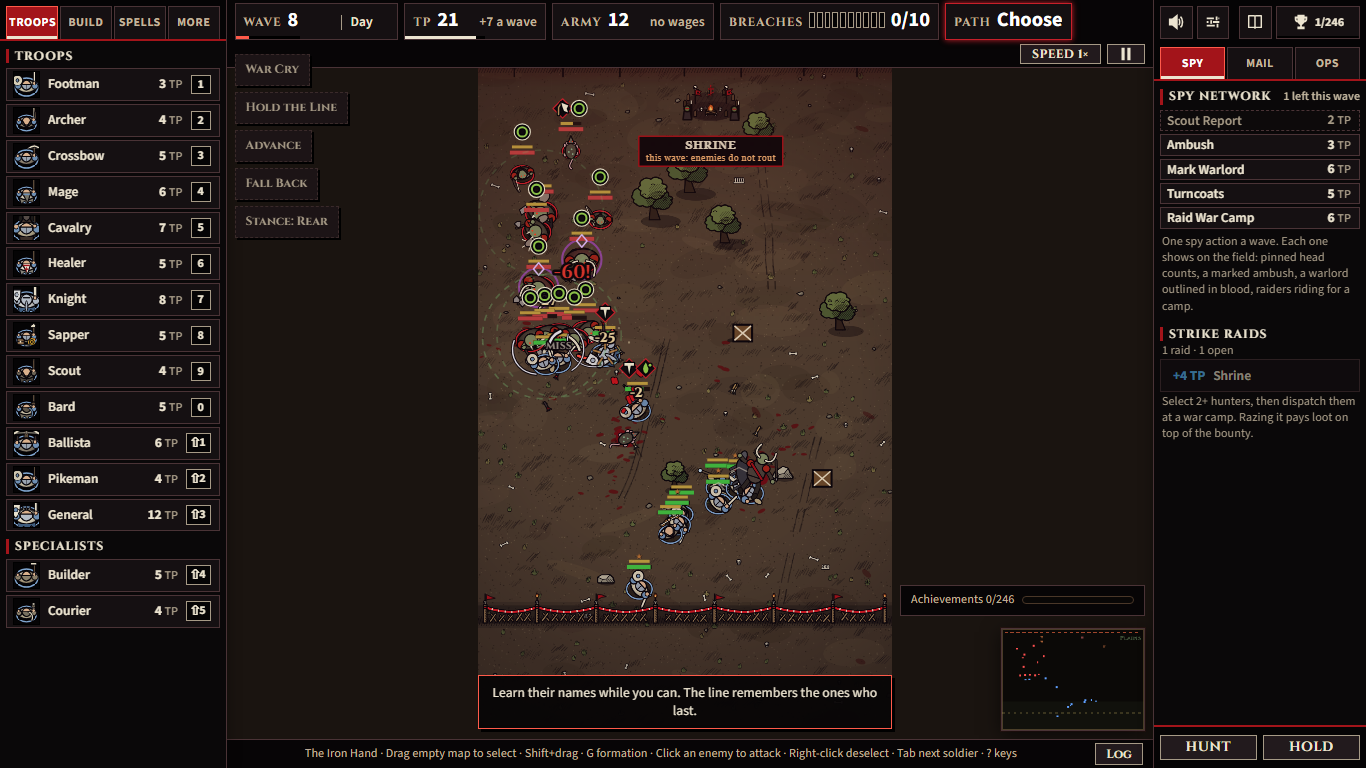 TROOPS
BUILD
SPELLS
MORE
TROOPS
Footman 3 TP 1
Archer 4 TP 2
Crossbow 5 TP 3
Mage 6 TP 4
Cavalry 7 TP 5
Healer 5 TP 6
Knight 8 TP 7
Sapper 5 TP 8
Scout 4 TP 9
Bard 5 TP 0
Ballista 6 TP ⇧1
Pikeman 4 TP ⇧2
General 12 TP ⇧3
SPECIALISTS
Builder 5 TP ⇧4
Courier 4 TP ⇧5
WAVE 8 Day
TP 21 +7 a wave
ARMY 12 no wages
BREACHES 0/10
PATH Choose
SPEED 1×
WAR CRY
HOLD THE LINE
ADVANCE
FALL BACK
STANCE: REAR
SHRINE
this wave: enemies do not rout
-60!
MISS
-25
-2
Achievements 0/246
PLAINS
Learn their names while you can. The line remembers the ones who
last.
The Iron Hand · Drag empty map to select · Shift+drag · G formation · Click an enemy to attack · Right-click deselect · Tab next soldier · ? keys
LOG
1/246
SPY
MAIL
OPS
SPY NETWORK 1 left this wave
Scout Report 2 TP
Ambush 3 TP
Mark Warlord 6 TP
Turncoats 5 TP
Raid War Camp 6 TP
One spy action a wave. Each one
shows on the field: pinned head
counts, a marked ambush, a warlord
outlined in blood, raiders riding for a
camp.
STRIKE RAIDS
1 raid · 1 open
+4 TP Shrine
Select 2+ hunters, then dispatch them
at a war camp. Razing it pays loot on
top of the bounty.
HUNT
HOLD